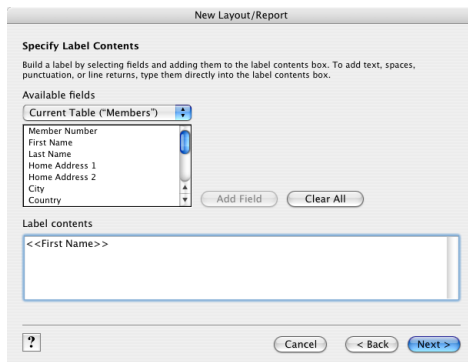 New Layout/Report
Specify Label Contents
Build a label by selecting fields and adding them to the label contents box. To add text, spaces,
punctuation, or line returns, type them directly into the label contents box.
Available fields
Current Table ("Members")
Member Number
First Name
Last Name
Home Address 1
Home Address 2
City
Country
Add Field
Clear All
Label contents
<<First Name>>
?
Cancel
< Back
Next >